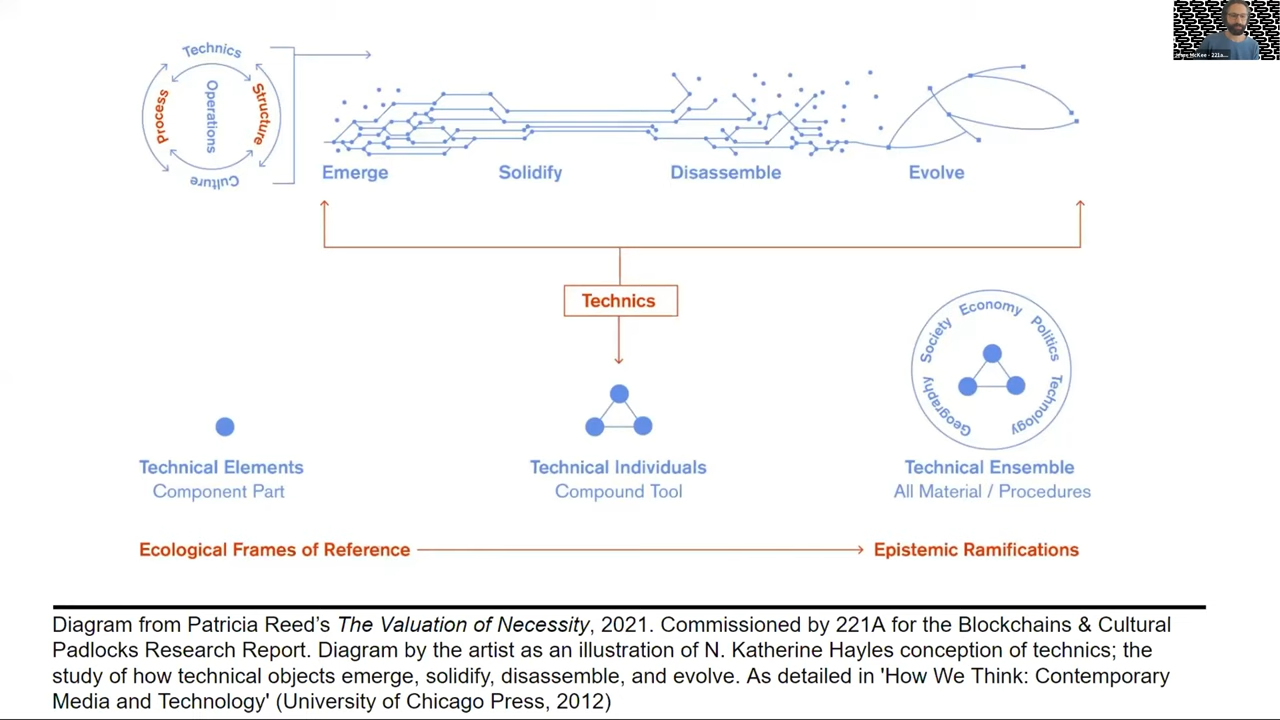 Technics
Process
Operations
Structure
Culture
Emerge
Solidify
Disassemble
Evolve
Technics
Society
Economy
Politics
Geography
Technology
Technical Elements
Component Part
Technical Individuals
Compound Tool
Technical Ensemble
All Material / Procedures
Ecological Frames of Reference
Epistemic Ramifications
Diagram from Patricia Reed’s The Valuation of Necessity, 2021. Commissioned by 221A for the Blockchains & Cultural
Padlocks Research Report. Diagram by the artist as an illustration of N. Katherine Hayles conception of technics; the
study of how technical objects emerge, solidify, disassemble, and evolve. As detailed in 'How We Think: Contemporary
Media and Technology' (University of Chicago Press, 2012)
McKee - 221a